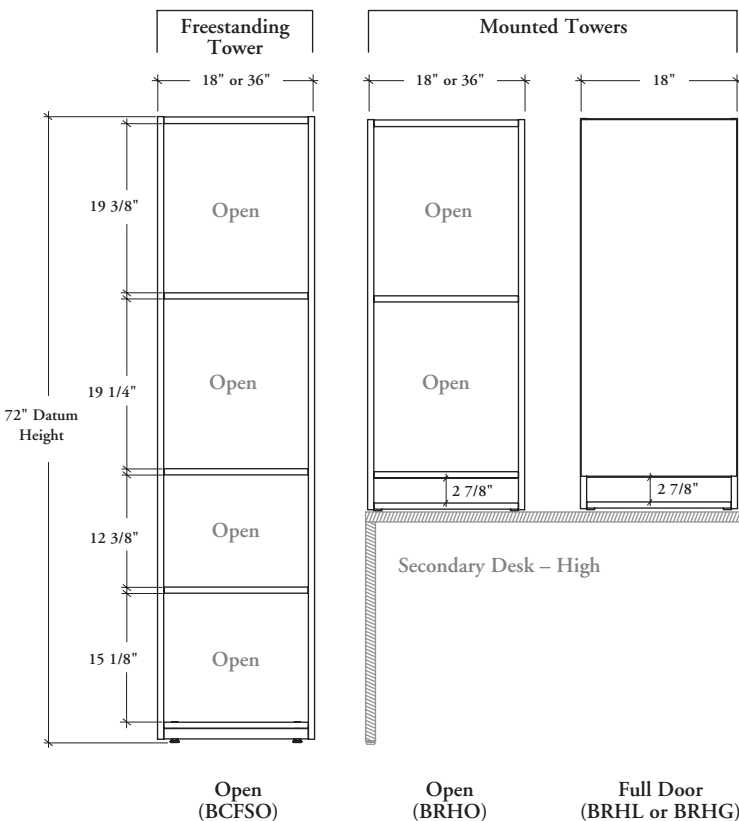 Freestanding
Tower
Mounted Towers
18" or 36"
18" or 36"
18"
19 3/8"
Open
Open
19 1/4"
Open
Open
72" Datum
Height
2 7/8"
2 7/8"
12 3/8"
Open
Secondary Desk – High
15 1/8"
Open
Open
(BCFSO)
Open
(BRHO)
Full Door
(BRHL or BRHG)